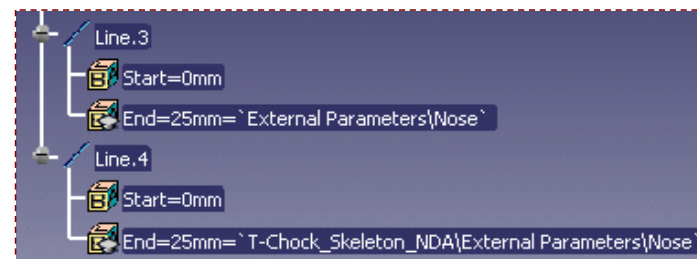 Line.3
Start=0mm
End=25mm=`External Parameters\Nose`
Line.4
Start=0mm
End=25mm=`T-Chock_Skeleton_NDA\External Parameters\Nose`